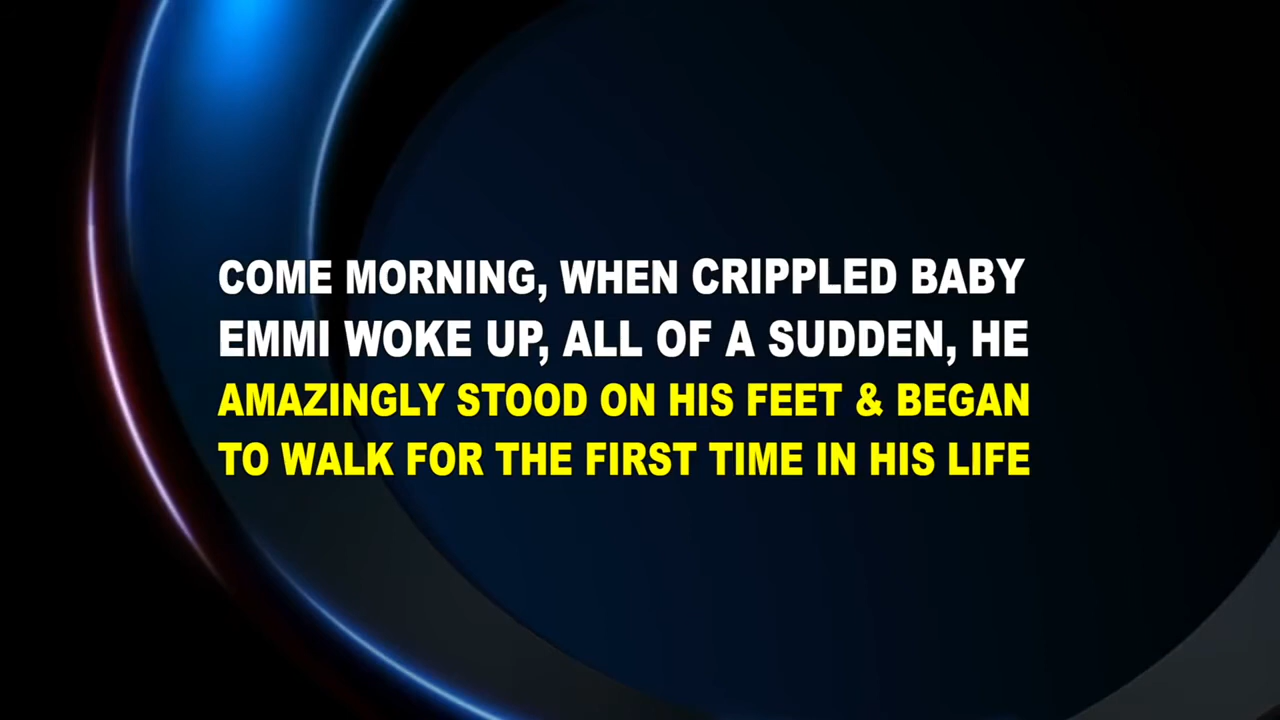 COME MORNING, WHEN CRIPPLED BABY
EMMI WOKE UP, ALL OF A SUDDEN, HE
AMAZINGLY STOOD ON HIS FEET & BEGAN
TO WALK FOR THE FIRST TIME IN HIS LIFE